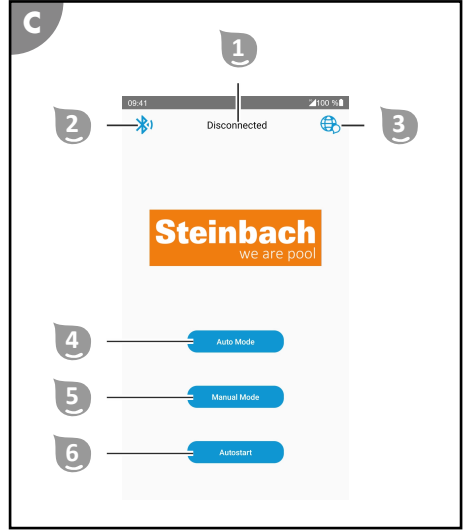 C
1
09:41 100 %
2 Disconnected 3
Steinbach
we are pool
4 Auto Mode
5 Manual Mode
6 Autostart